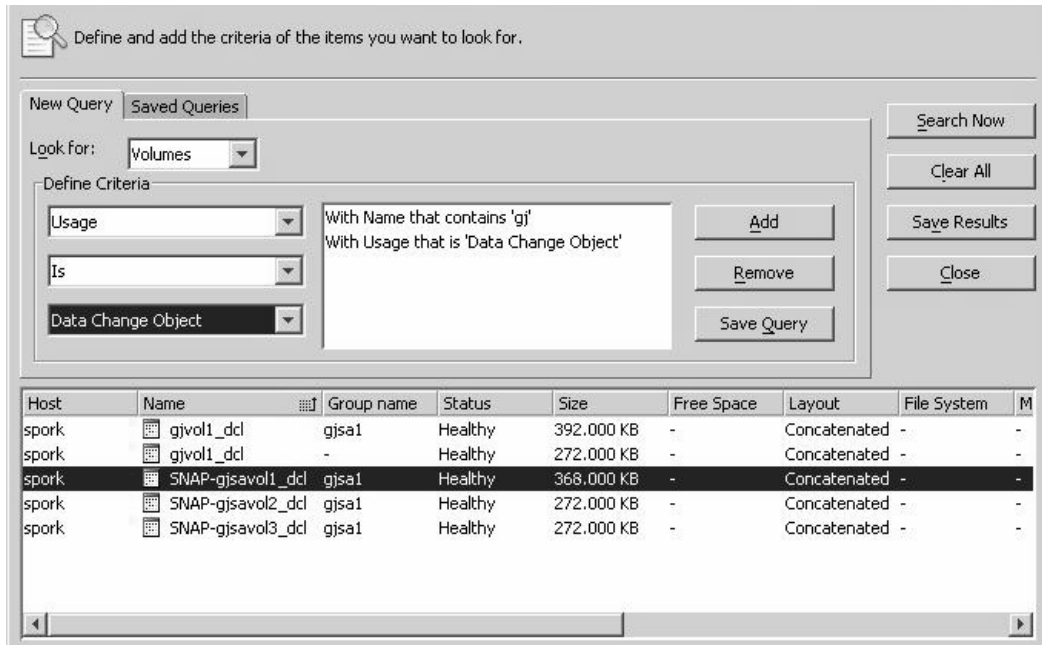 Define and add the criteria of the items you want to look for.
New Query Saved Queries
Look for: Volumes
Define Criteria
Usage
Is
Data Change Object
With Name that contains 'gj'
With Usage that is 'Data Change Object'
Add
Remove
Save Query
Search Now
Clear All
Save Results
Close
Host Name Group name Status Size Free Space Layout File System M
spork gjvol1_dcl gjsa1 Healthy 392.000 KB - Concatenated - -
spork gjvol1_dcl - Healthy 272.000 KB - Concatenated - -
spork SNAP-gjsavol1_dcl gjsa1 Healthy 368.000 KB - Concatenated - -
spork SNAP-gjsavol2_dcl gjsa1 Healthy 272.000 KB - Concatenated - -
spork SNAP-gjsavol3_dcl gjsa1 Healthy 272.000 KB - Concatenated - -